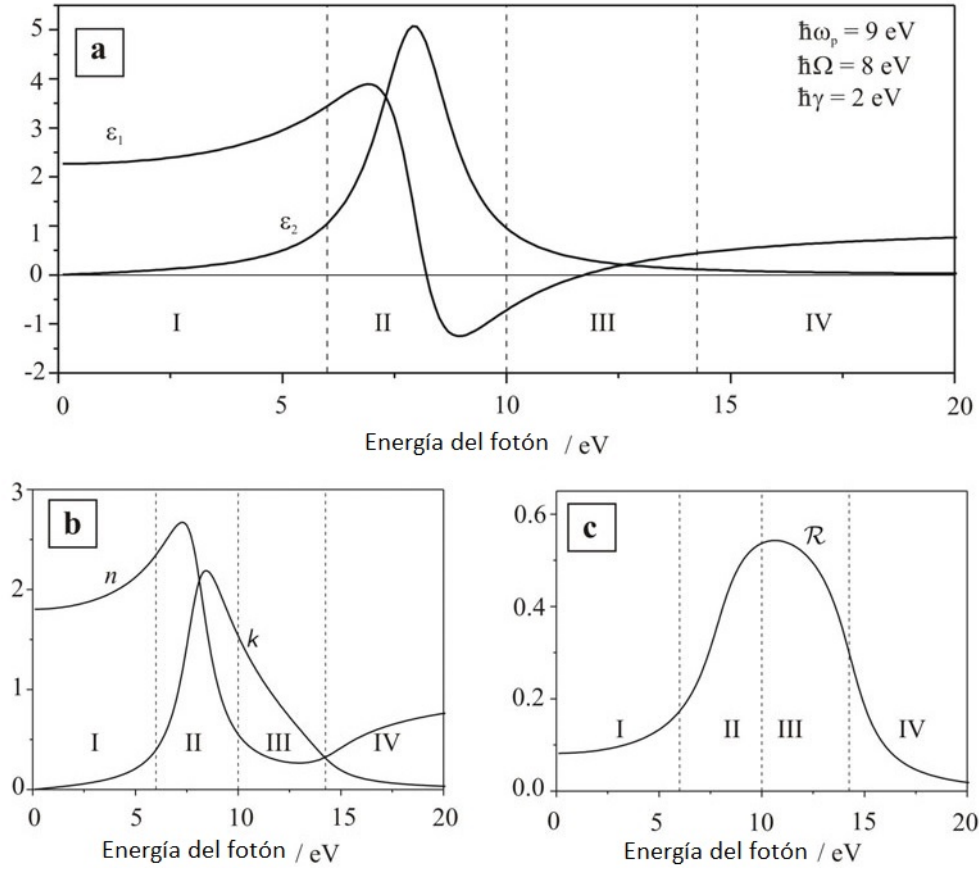 a
5
4
3
2
1
0
-1
-2
ħω_p = 9 eV
ħΩ = 8 eV
ħγ = 2 eV
ε₁
ε₂
I II III IV
0 5 10 15 20
Energía del fotón / eV
b
3
2
1
0
n
k
I II III IV
0 5 10 15 20
Energía del fotón / eV
c
0.6
0.4
0.2
0.0
ℛ
I II III IV
0 5 10 15 20
Energía del fotón / eV